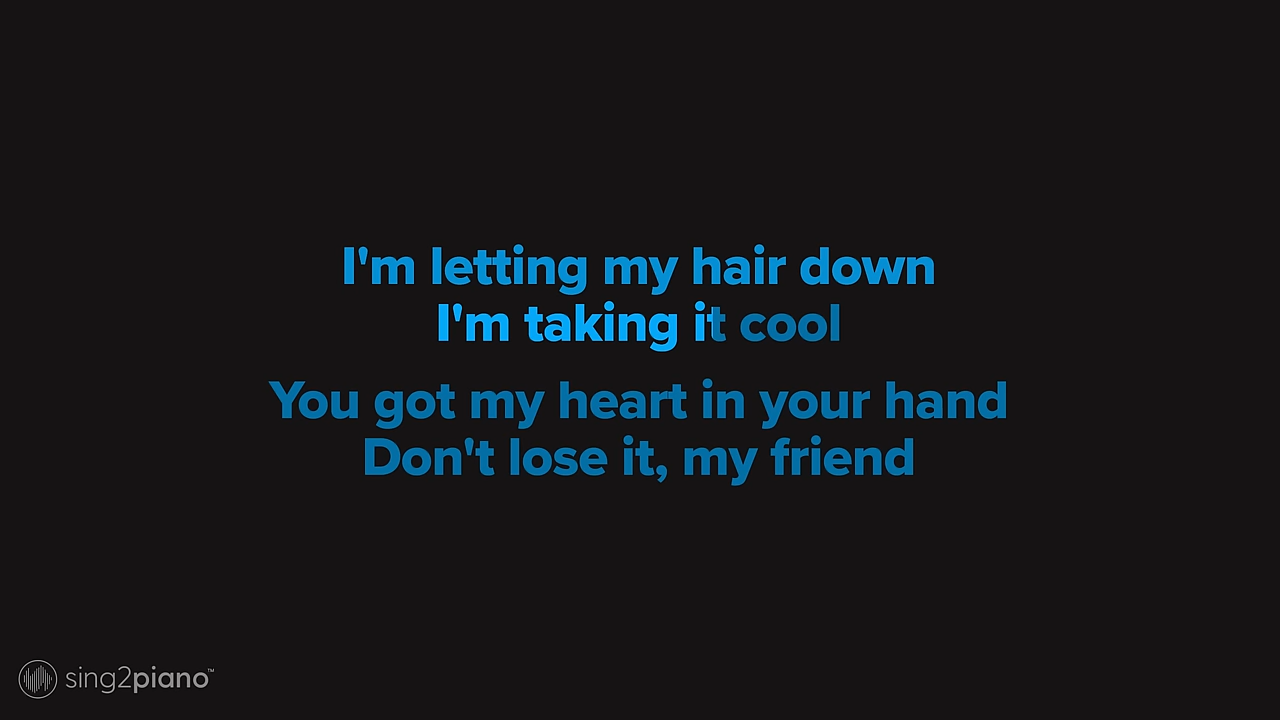 I'm letting my hair down
I'm taking it cool
You got my heart in your hand
Don't lose it, my friend
sing2piano™